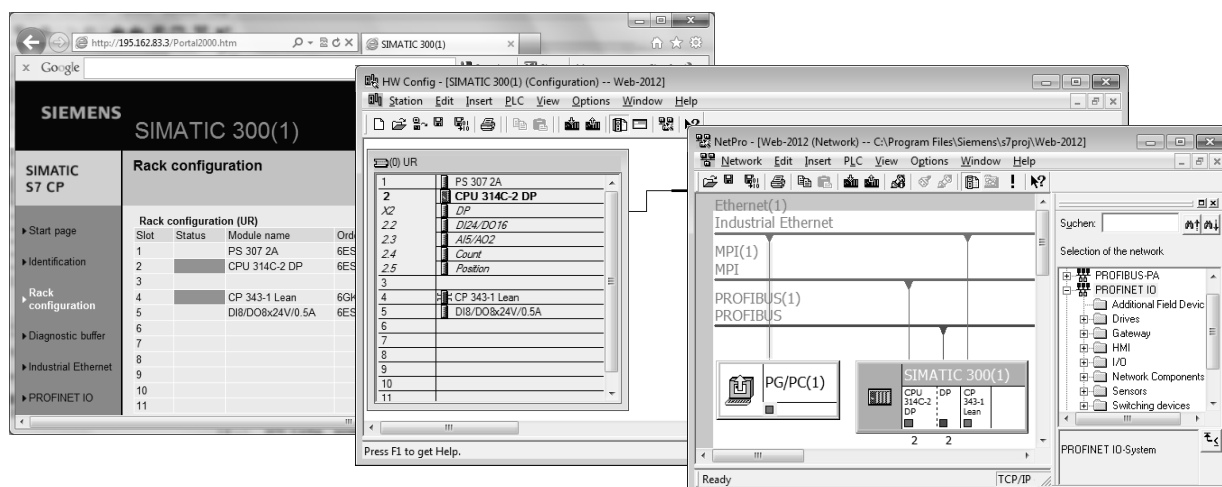 http://195.162.83.3/Portal2000.htm
SIMATIC 300(1)
Google
SIEMENS
SIMATIC 300(1)
SIMATIC
S7 CP
Rack configuration
Start page
Identification
Rack
configuration
Diagnostic buffer
Industrial Ethernet
PROFINET IO
Rack configuration (UR)
Slot Status Module name
1 PS 307 2A 6ES
2 CPU 314C-2 DP 6ES
3
4 CP 343-1 Lean 6GK
5 DI8/DO8x24V/0.5A 6ES
6
7
8
9
10
11
HW Config - [SIMATIC 300(1) (Configuration) -- Web-2012]
Station Edit Insert PLC View Options Window Help
(0) UR
1 PS 307 2A
2 CPU 314C-2 DP
X2 DP
2.2 DI24/DO16
2.3 AI5/AO2
2.4 Count
2.5 Position
3
4 CP 343-1 Lean
5 DI8/DO8x24V/0.5A
6
7
8
9
10
11
Press F1 to get Help.
NetPro - [Web-2012 (Network) -- C:\Program Files\Siemens\s7proj\Web-2012]
Network Edit Insert PLC View Options Window Help
Ethernet(1)
Industrial Ethernet
MPI(1)
MPI
PROFIBUS(1)
PROFIBUS
PG/PC(1)
SIMATIC 300(1)
CPU DP CP
314C-2 343-1
DP Lean
2 2
Suchen:
Selection of the network
PROFIBUS-PA
PROFINET IO
Additional Field Devic
Drives
Gateway
HMI
I/O
Network Components
Sensors
Switching devices
PROFINET IO-System
Ready TCP/IP